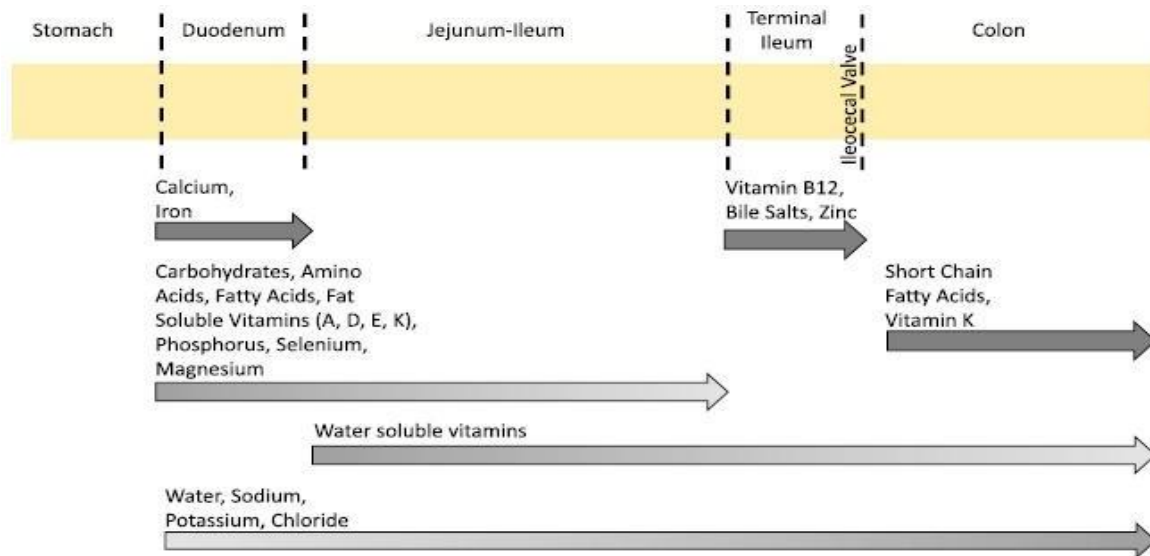 Stomach
Duodenum
Jejunum-Ileum
Terminal
Ileum
Colon
Ileocecal Valve
Calcium,
Iron
Vitamin B12,
Bile Salts, Zinc
Carbohydrates, Amino
Acids, Fatty Acids, Fat
Soluble Vitamins (A, D, E, K),
Phosphorus, Selenium,
Magnesium
Short Chain
Fatty Acids,
Vitamin K
Water soluble vitamins
Water, Sodium,
Potassium, Chloride